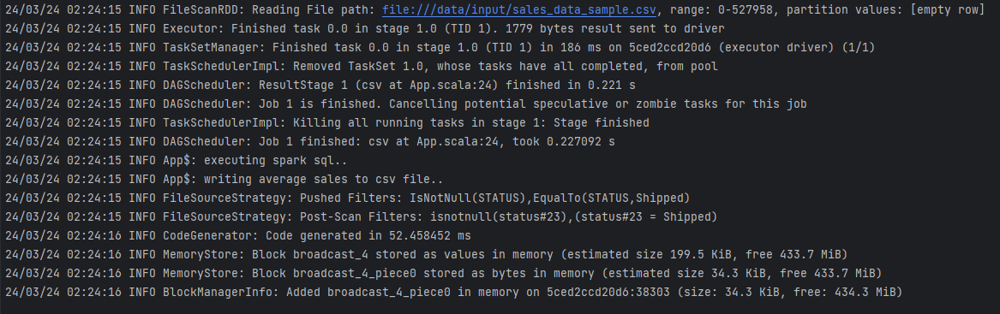 24/03/24 02:24:15 INFO FileScanRDD: Reading File path: file:///data/input/sales_data_sample.csv, range: 0-527958, partition values: [empty row]
24/03/24 02:24:15 INFO Executor: Finished task 0.0 in stage 1.0 (TID 1). 1779 bytes result sent to driver
24/03/24 02:24:15 INFO TaskSetManager: Finished task 0.0 in stage 1.0 (TID 1) in 186 ms on 5ced2ccd20d6 (executor driver) (1/1)
24/03/24 02:24:15 INFO TaskSchedulerImpl: Removed TaskSet 1.0, whose tasks have all completed, from pool
24/03/24 02:24:15 INFO DAGScheduler: ResultStage 1 (csv at App.scala:24) finished in 0.221 s
24/03/24 02:24:15 INFO DAGScheduler: Job 1 is finished. Cancelling potential speculative or zombie tasks for this job
24/03/24 02:24:15 INFO TaskSchedulerImpl: Killing all running tasks in stage 1: Stage finished
24/03/24 02:24:15 INFO DAGScheduler: Job 1 finished: csv at App.scala:24, took 0.227092 s
24/03/24 02:24:15 INFO App$: executing spark sql..
24/03/24 02:24:15 INFO App$: writing average sales to csv file..
24/03/24 02:24:15 INFO FileSourceStrategy: Pushed Filters: IsNotNull(STATUS),EqualTo(STATUS,Shipped)
24/03/24 02:24:15 INFO FileSourceStrategy: Post-Scan Filters: isnotnull(status#23),(status#23 = Shipped)
24/03/24 02:24:16 INFO CodeGenerator: Code generated in 52.458452 ms
24/03/24 02:24:16 INFO MemoryStore: Block broadcast_4 stored as values in memory (estimated size 199.5 KiB, free 433.7 MiB)
24/03/24 02:24:16 INFO MemoryStore: Block broadcast_4_piece0 stored as bytes in memory (estimated size 34.3 KiB, free 433.7 MiB)
24/03/24 02:24:16 INFO BlockManagerInfo: Added broadcast_4_piece0 in memory on 5ced2ccd20d6:38303 (size: 34.3 KiB, free: 434.3 MiB)